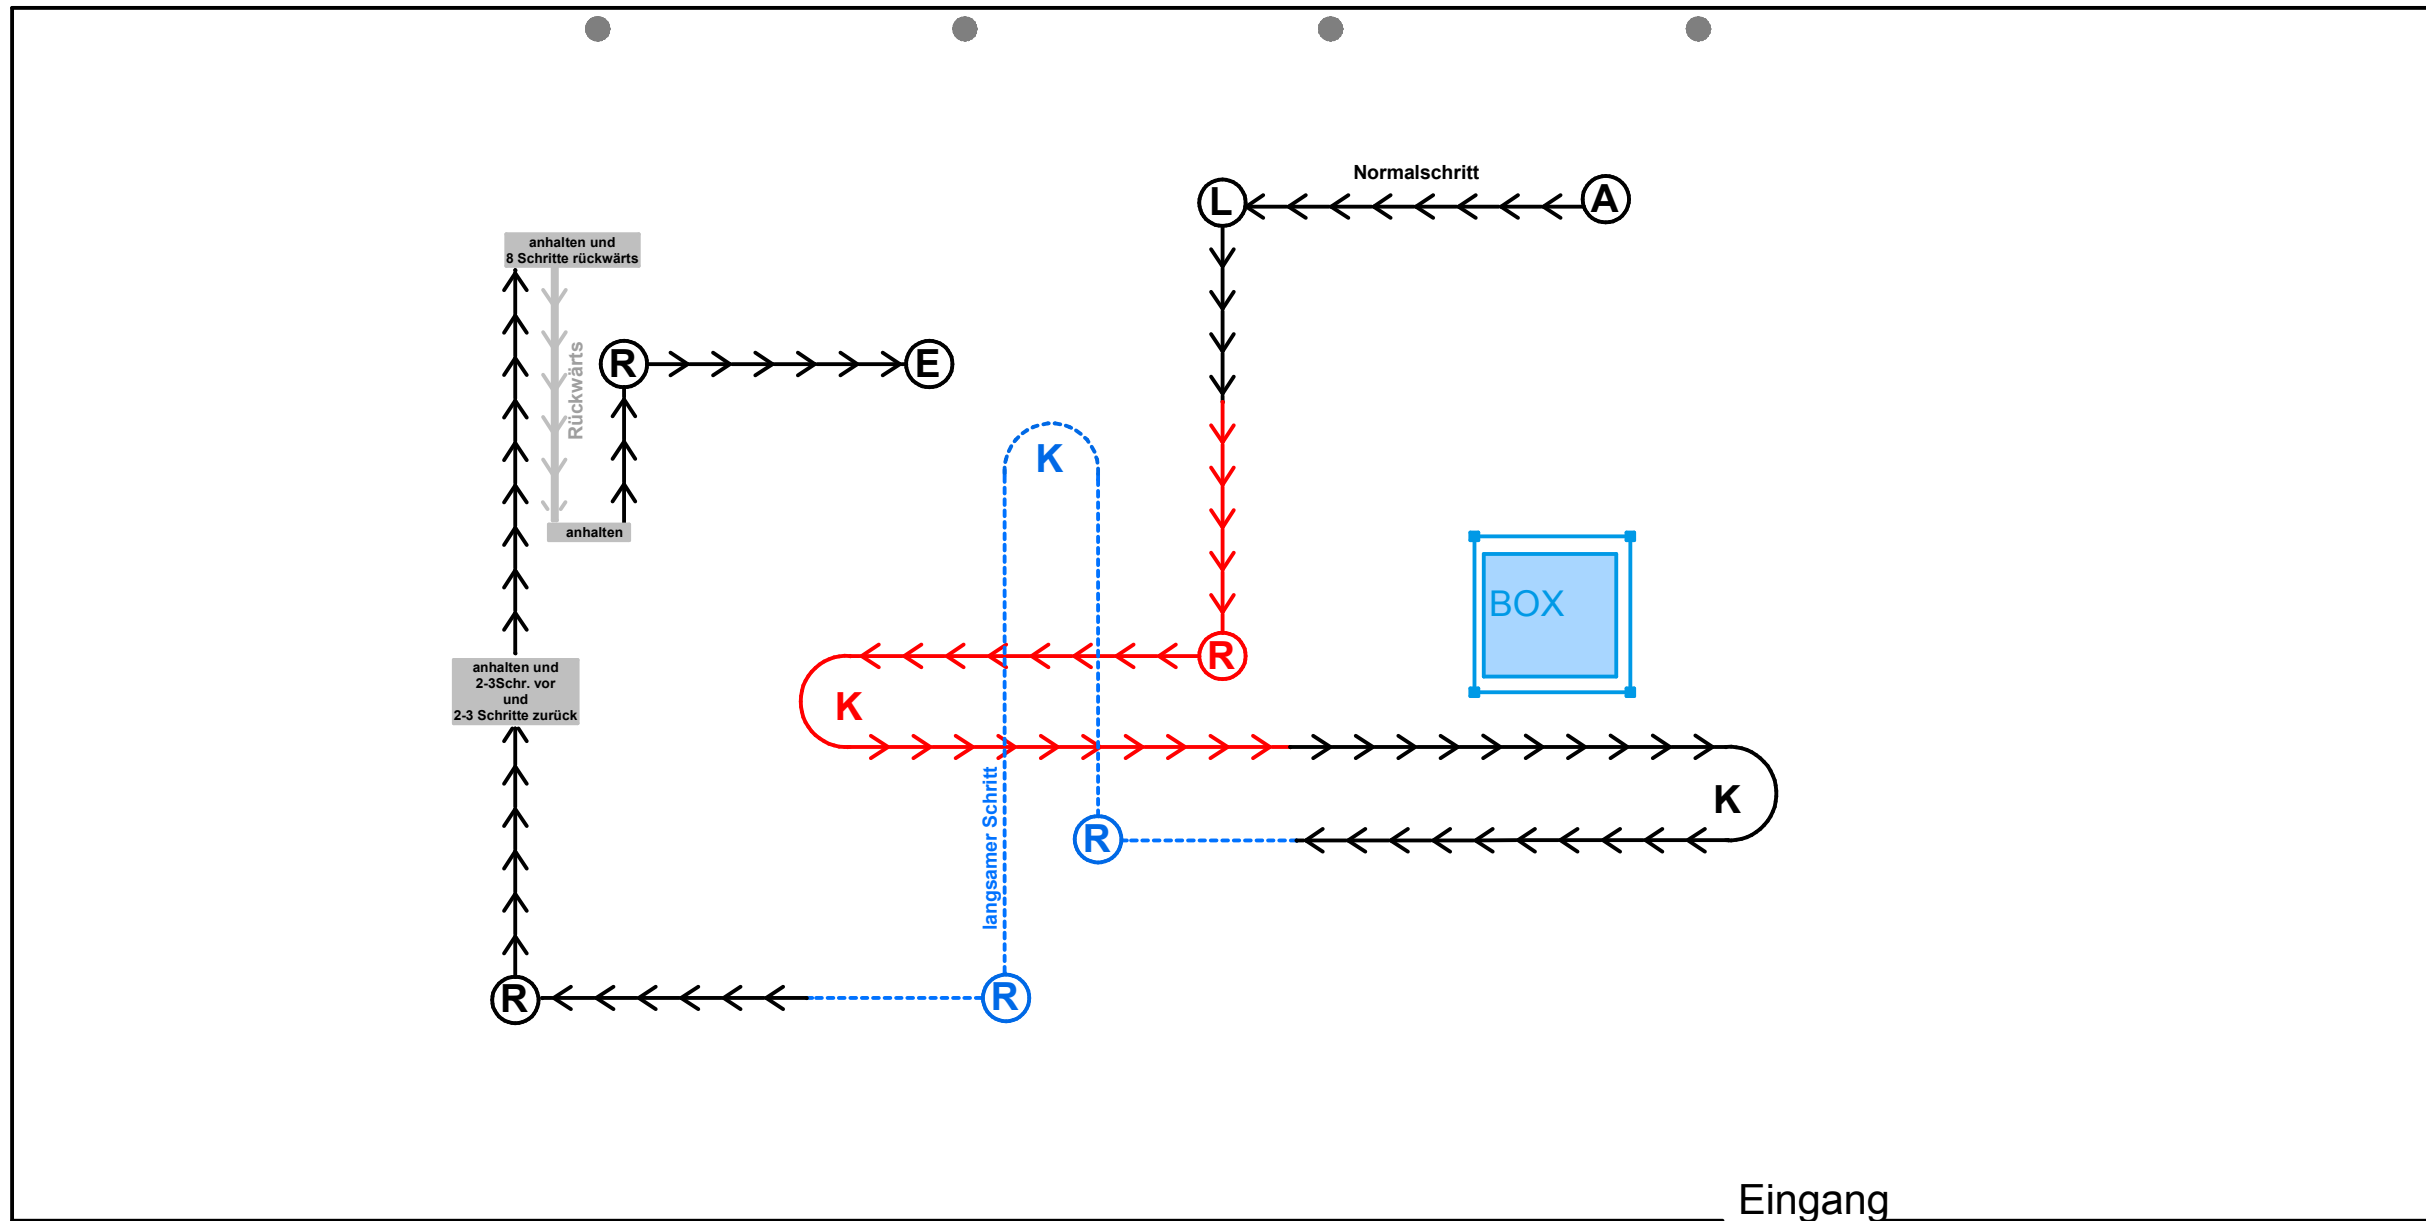 Normalschritt
L
A
anhalten und
8 Schritte rückwärts
Rückwärts
R
E
K
anhalten
BOX
R
anhalten und
2-3Schr. vor
und
2-3 Schritte zurück
K
K
langsamer Schritt
R
R
R
Eingang